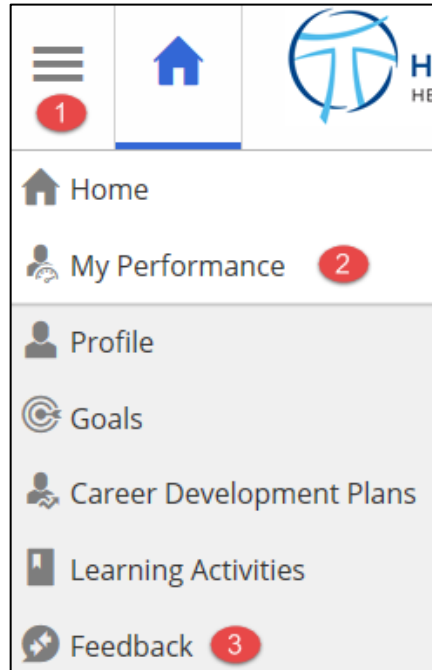 1
H
HE
Home
My Performance 2
Profile
Goals
Career Development Plans
Learning Activities
Feedback 3